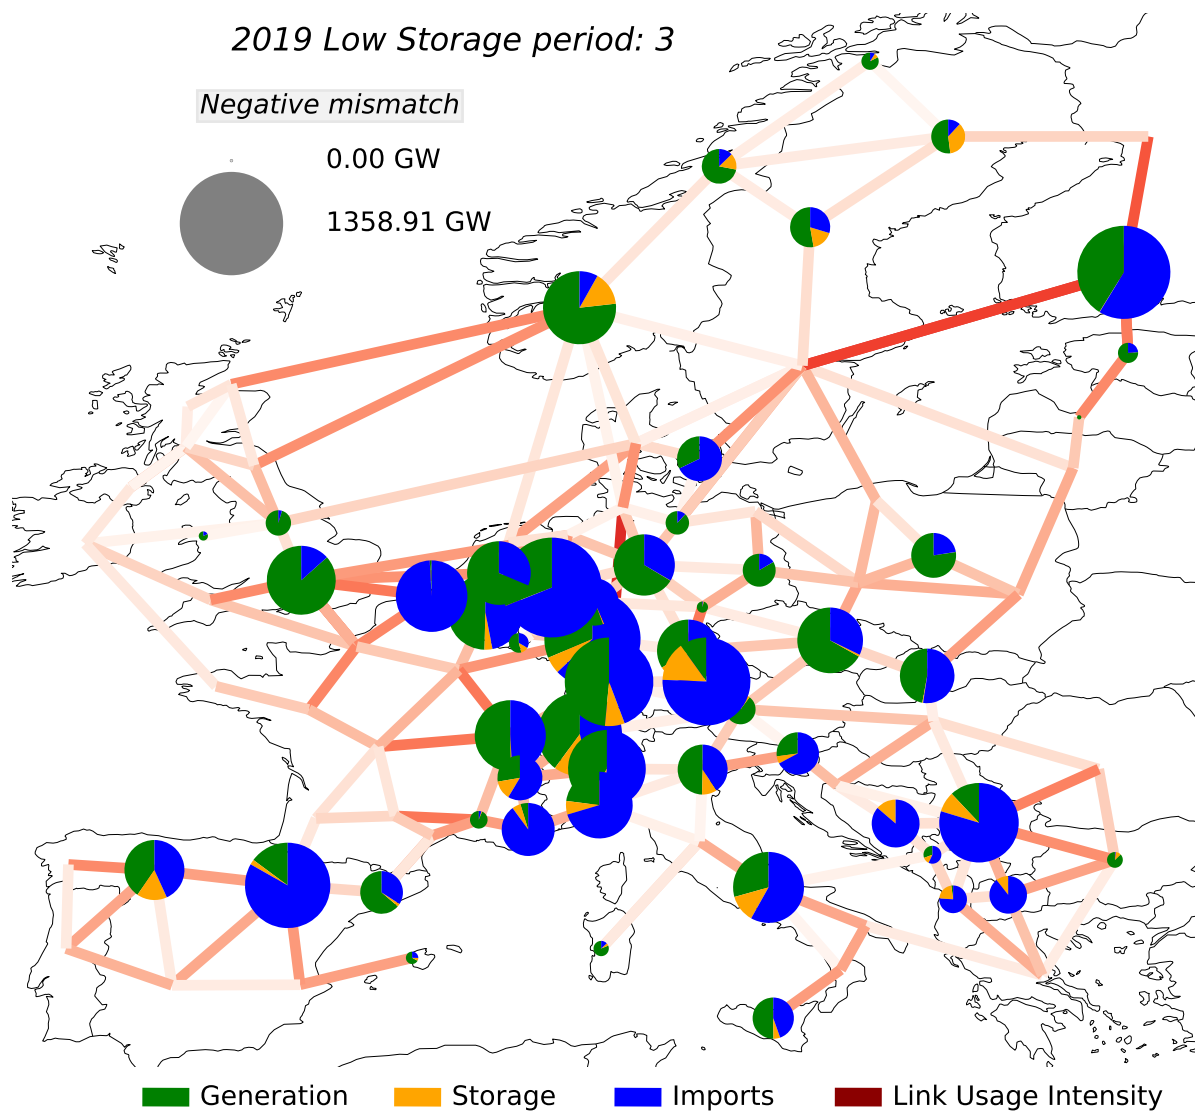 2019 Low Storage period: 3
Negative mismatch
0.00 GW
1358.91 GW
Generation Storage Imports Link Usage Intensity